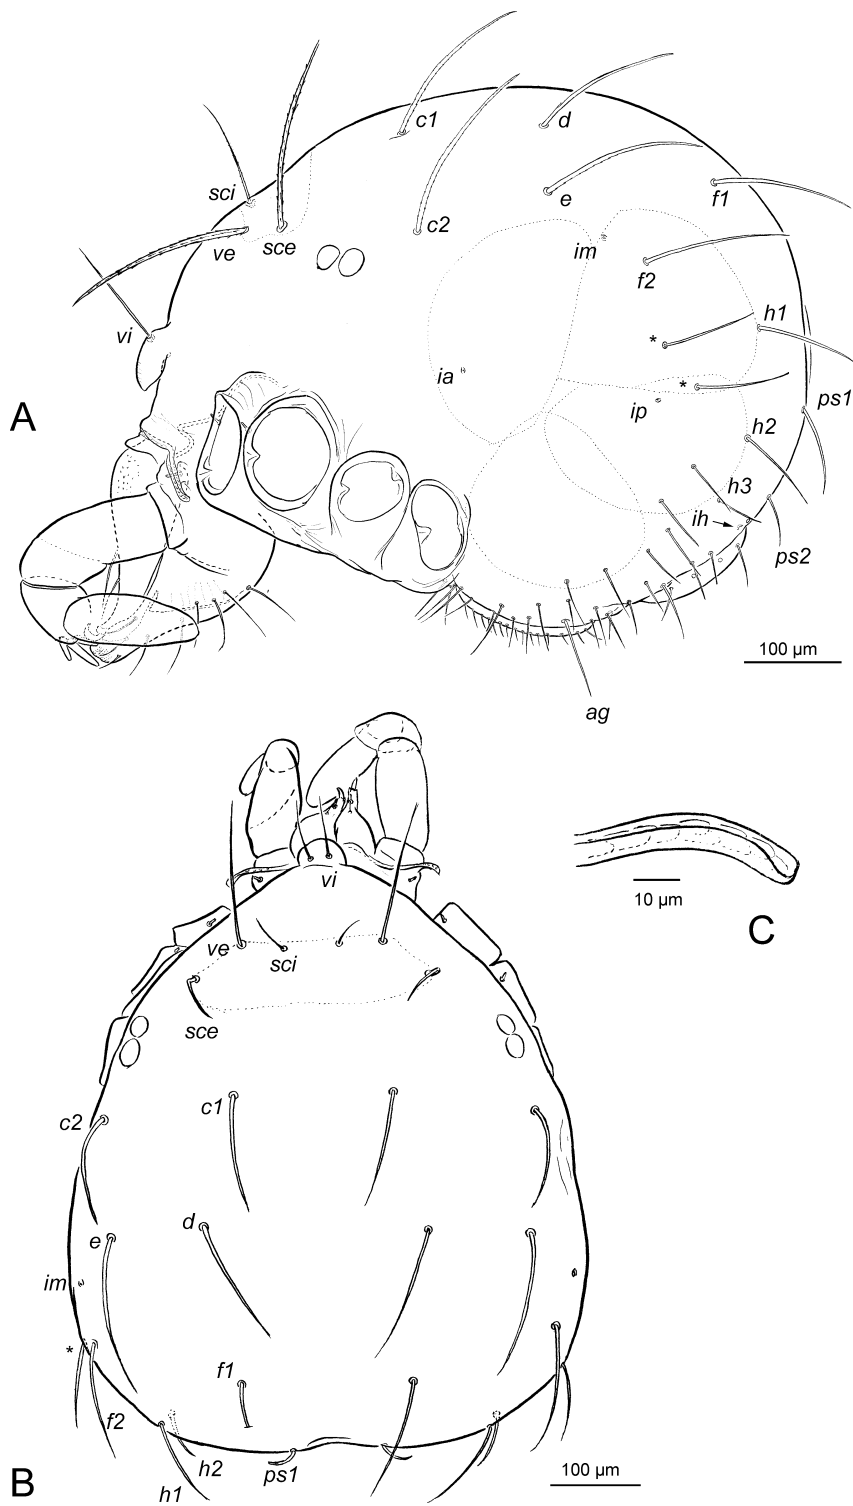 c1
d
sci
e
f1
ve
sce
c2
im
f2
vi
h1
*
ia
*
A
ip
ps1
h2
h3
ih
ps2
100 µm
ag
vi
10 µm
C
ve
sci
sce
c2
c1
d
e
im
*
f1
f2
h2
ps1
100 µm
B
h1